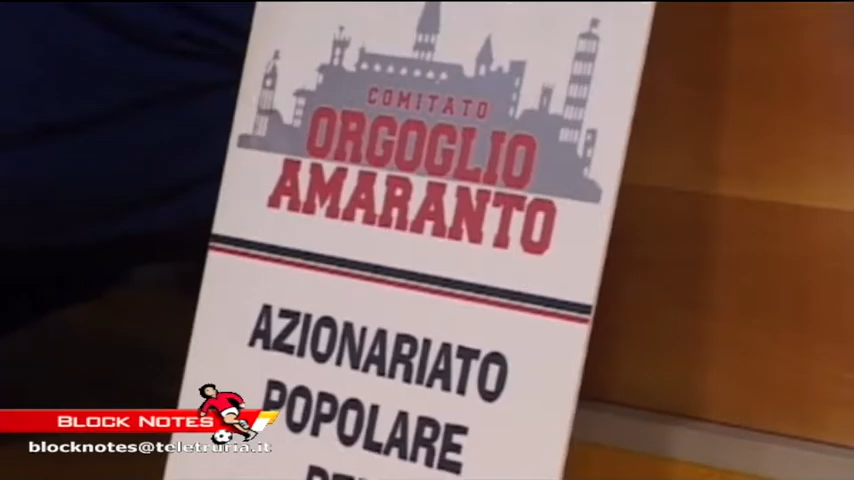 COMITATO
ORGOGLIO
AMARANTO
AZIONARIATO
POPOLARE
BLOCK NOTES
blocknotes@teletruria.it